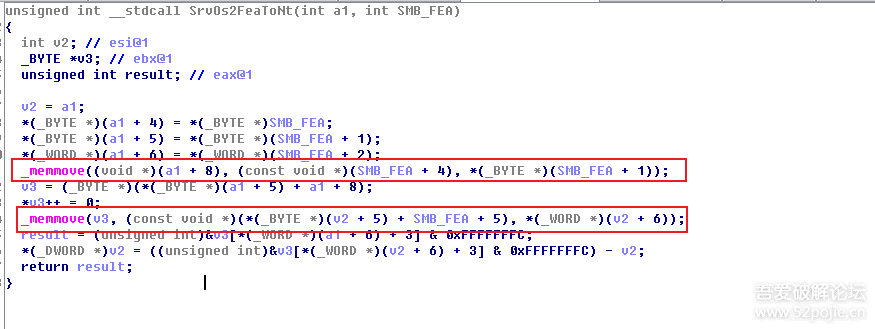 unsigned int __stdcall SrvOs2FeaToNt(int a1, int SMB_FEA)
{
int v2; // esi@1
_BYTE *v3; // ebx@1
unsigned int result; // eax@1
v2 = a1;
*(_BYTE *)(a1 + 4) = *(_BYTE *)SMB_FEA;
*(_BYTE *)(a1 + 5) = *(_BYTE *)(SMB_FEA + 1);
*(_WORD *)(a1 + 6) = *(_WORD *)(SMB_FEA + 2);
_memmove((void *)(a1 + 8), (const void *)(SMB_FEA + 4), *(_BYTE *)(SMB_FEA + 1));
v3 = (_BYTE *)(*(_BYTE *)(a1 + 5) + a1 + 8);
*v3++ = 0;
_memmove(v3, (const void *)(*(_BYTE *)(v2 + 5) + SMB_FEA + 5), *(_WORD *)(v2 + 6));
result = (unsigned int)&v3[*(_WORD *)(a1 + 6) + 3] & 0xFFFFFFFC;
*(_DWORD *)v2 = ((unsigned int)&v3[*(_WORD *)(v2 + 6) + 3] & 0xFFFFFFFC) - v2;
return result;
}
吾爱破解论坛
www.52pojie.cn